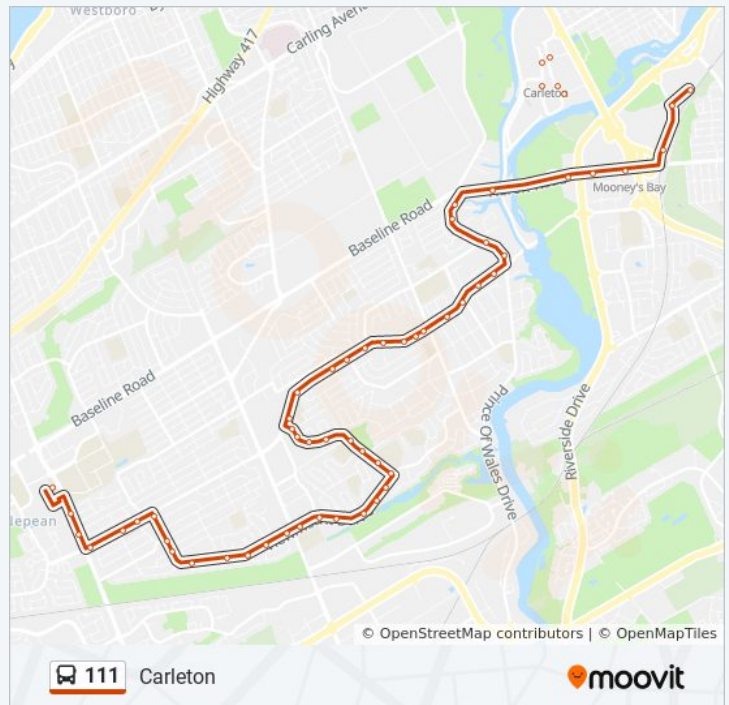 Westboro
Highway 417
Carling Avenue
Carleton
Mooney's Bay
Baseline Road
Baseline Road
Prince Of Wales Drive
Riverside Drive
lepean
© OpenStreetMap contributors | © OpenMapTiles
111 Carleton
moovit